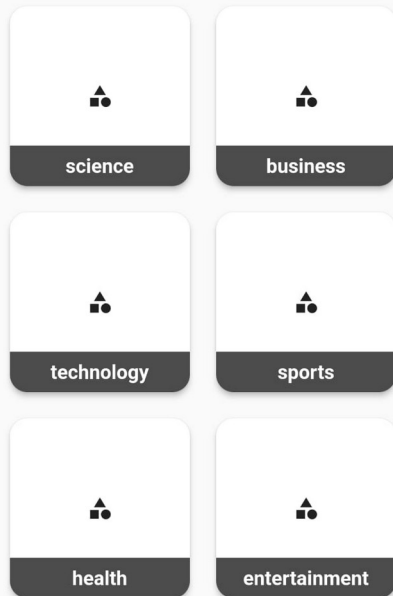 science
business
technology
sports
health
entertainment